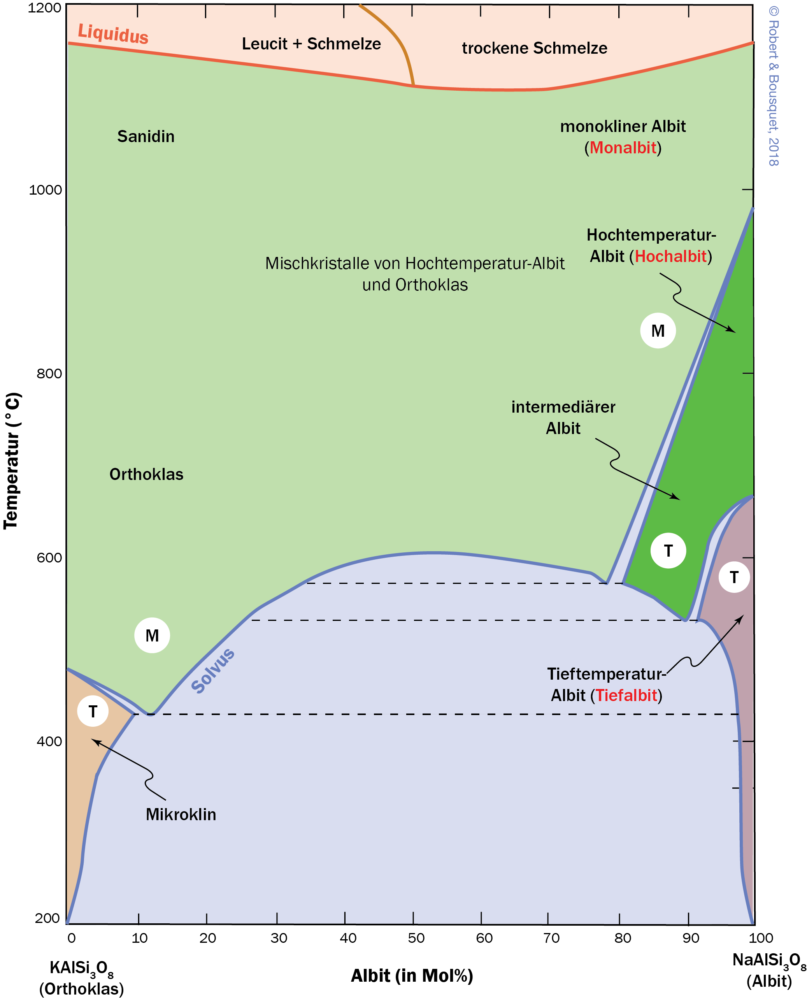 1200
Liquidus
Leucit + Schmelze
trockene Schmelze
© Robert & Bousquet, 2018
Sanidin
monokliner Albit
(Monalbit)
1000
Hochtemperatur-
Albit (Hochalbit)
Mischkristalle von Hochtemperatur-Albit
und Orthoklas
M
800
Temperatur (°C)
intermediärer
Albit
Orthoklas
T
600
T
M
Solvus
Tieftemperatur-
Albit (Tiefalbit)
T
400
Mikroklin
200
0 10 20 30 40 50 60 70 80 90 100
KAlSi₃O₈
(Orthoklas)
Albit (in Mol%)
NaAlSi₃O₈
(Albit)